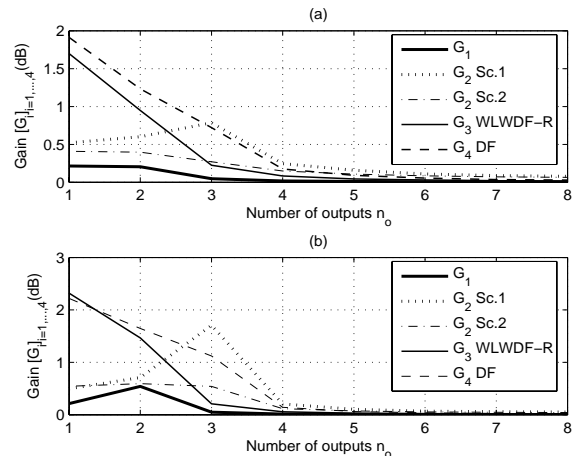 (a)
Gain [G_i]_{i=1,...,4}(dB)
2
1.5
1
0.5
0
G_1
G_2 Sc.1
G_2 Sc.2
G_3 WLWDF-R
G_4 DF
1 2 3 4 5 6 7 8
Number of outputs n_o
(b)
Gain [G_i]_{i=1,...,4}(dB)
3
2
1
0
G_1
G_2 Sc.1
G_2 Sc.2
G_3 WLWDF-R
G_4 DF
1 2 3 4 5 6 7 8
Number of outputs n_o